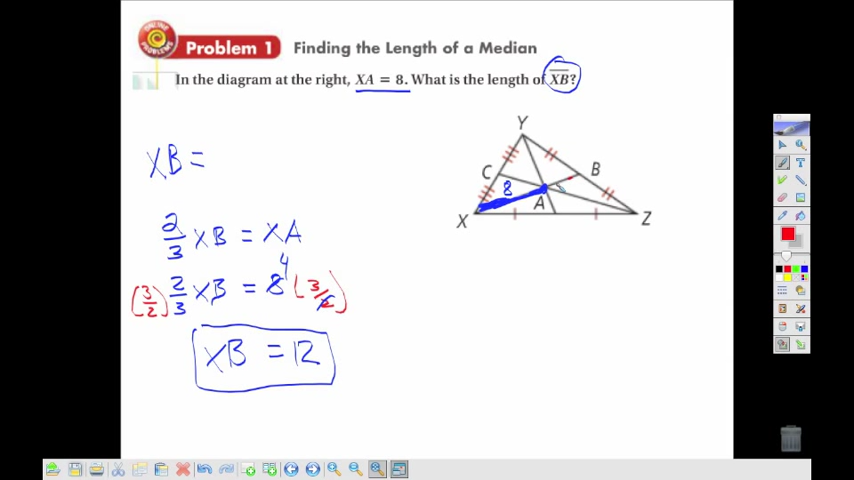 ONLINE PROBLEMS
Problem 1 Finding the Length of a Median
In the diagram at the right, XA = 8. What is the length of XB?
XB =
2/3 XB = XA
4
(3/2) 2/3 XB = 8 (3/2)
XB = 12
Y
C
B
8
A
X
Z